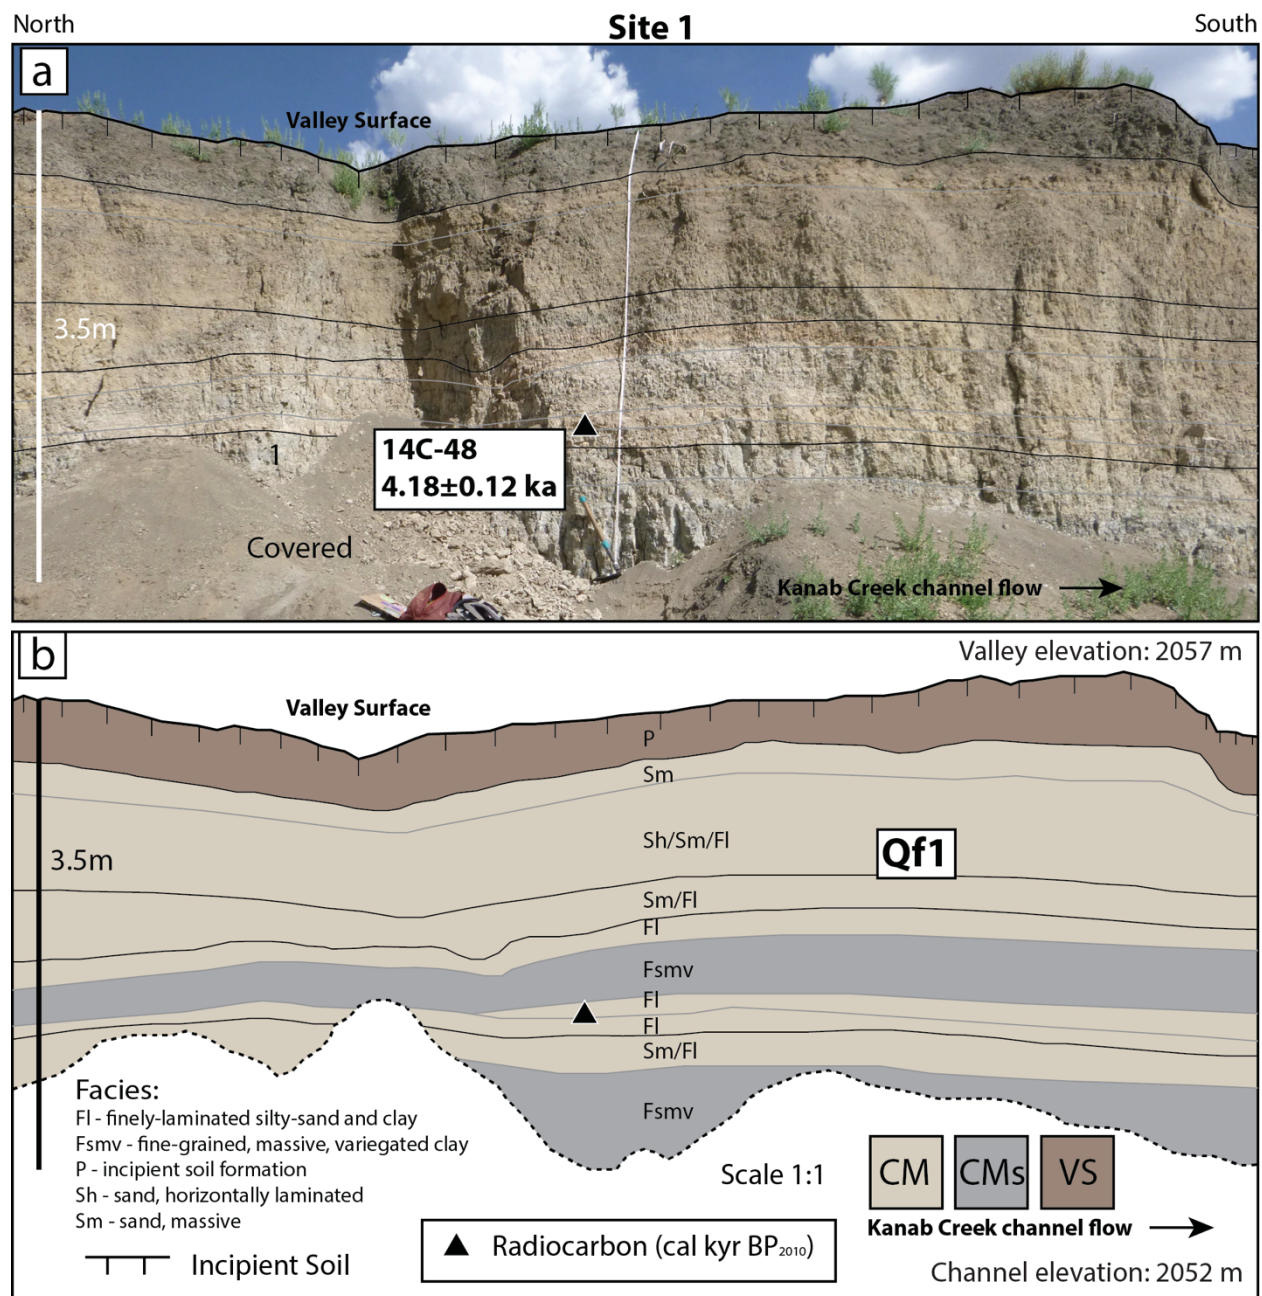 North
Site 1
South
a
Valley Surface
3.5m
1
14C-48
4.18±0.12 ka
Covered
Kanab Creek channel flow
b
Valley elevation: 2057 m
Valley Surface
P
Sm
3.5m
Sh/Sm/Fl
Qf1
Sm/Fl
Fl
Fsmv
Fl
Fl
Sm/Fl
Fsmv
Facies:
Fl - finely-laminated silty-sand and clay
Fsmv - fine-grained, massive, variegated clay
P - incipient soil formation
Sh - sand, horizontally laminated
Sm - sand, massive
Incipient Soil
Scale 1:1
CM CMs VS
Kanab Creek channel flow
Radiocarbon (cal kyr BP2010)
Channel elevation: 2052 m